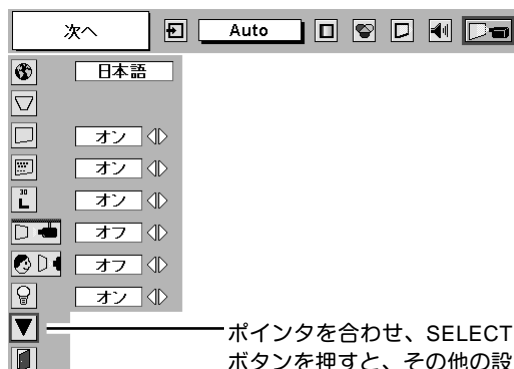 次へ Auto
日本語
オン
オン
30 L オン
オフ
オフ
オン
ポインタを合わせ、SELECT
ボタンを押すと、その他の設